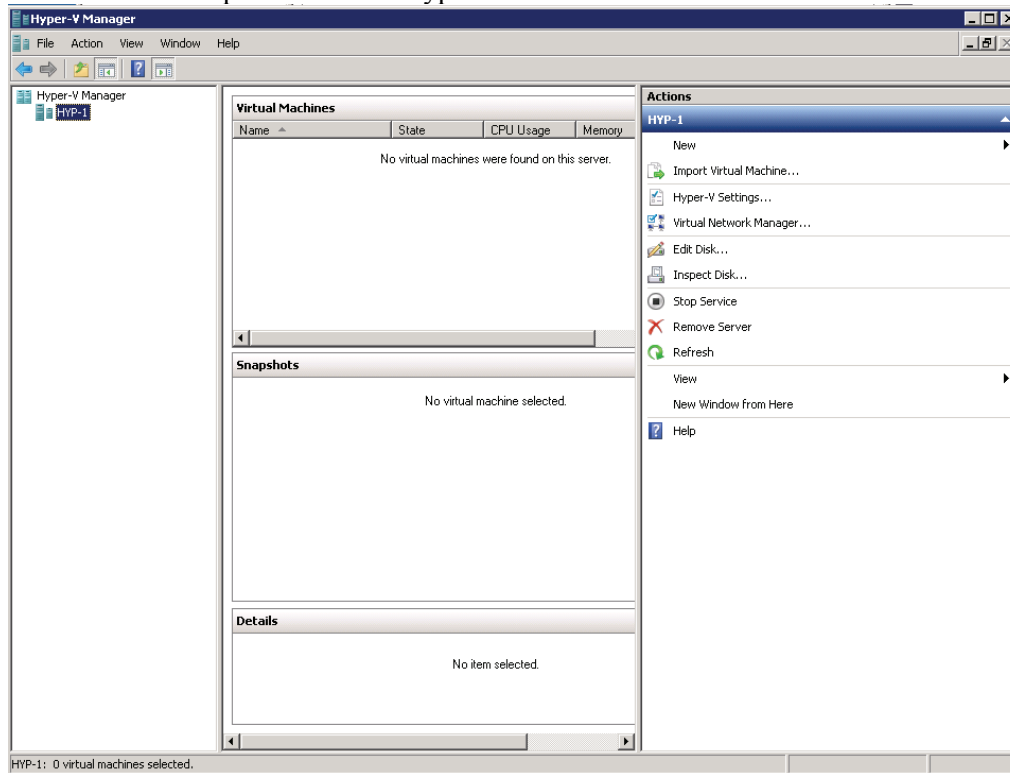 Hyper-V Manager
File Action View Window Help
Hyper-V Manager
HYP-1
Virtual Machines
Name State CPU Usage Memory
No virtual machines were found on this server.
Snapshots
No virtual machine selected.
Details
No item selected.
Actions
HYP-1
New
Import Virtual Machine...
Hyper-V Settings...
Virtual Network Manager...
Edit Disk...
Inspect Disk...
Stop Service
Remove Server
Refresh
View
New Window from Here
Help
HYP-1: 0 virtual machines selected.